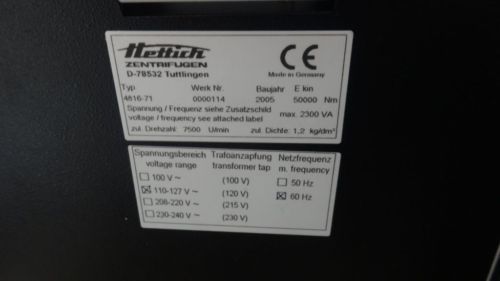 Hettich
ZENTRIFUGEN
D-78532 Tuttlingen
CE
Made in Germany
Typ Werk Nr. Baujahr E kin
4816-71 0000114 2005 50000 Nm
Spannung / Frequenz siehe Zusatzschild
voltage / frequency see attached label max. 2300 VA
zul. Drehzahl: 7500 U/min zul. Dichte: 1,2 kg/dm³
Spannungsbereich Trafoanzapfung Netzfrequenz
voltage range transformer tap m. frequency
☐ 100 V ~ (100 V) ☐ 50 Hz
☒ 110-127 V ~ (120 V) ☒ 60 Hz
☐ 208-220 V ~ (215 V)
☐ 230-240 V ~ (230 V)